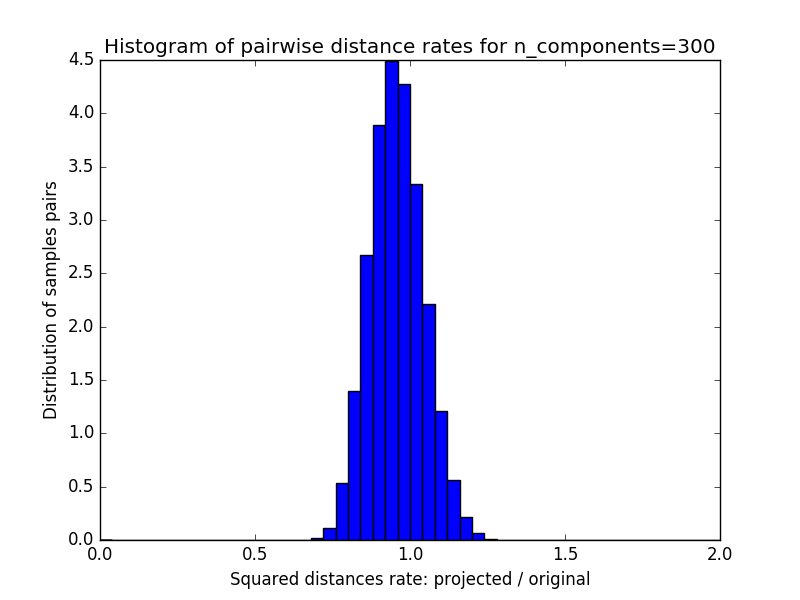 Histogram of pairwise distance rates for n_components=300
4.5
4.0
3.5
3.0
2.5
2.0
1.5
1.0
0.5
0.0
Distribution of samples pairs
0.0 0.5 1.0 1.5 2.0
Squared distances rate: projected / original